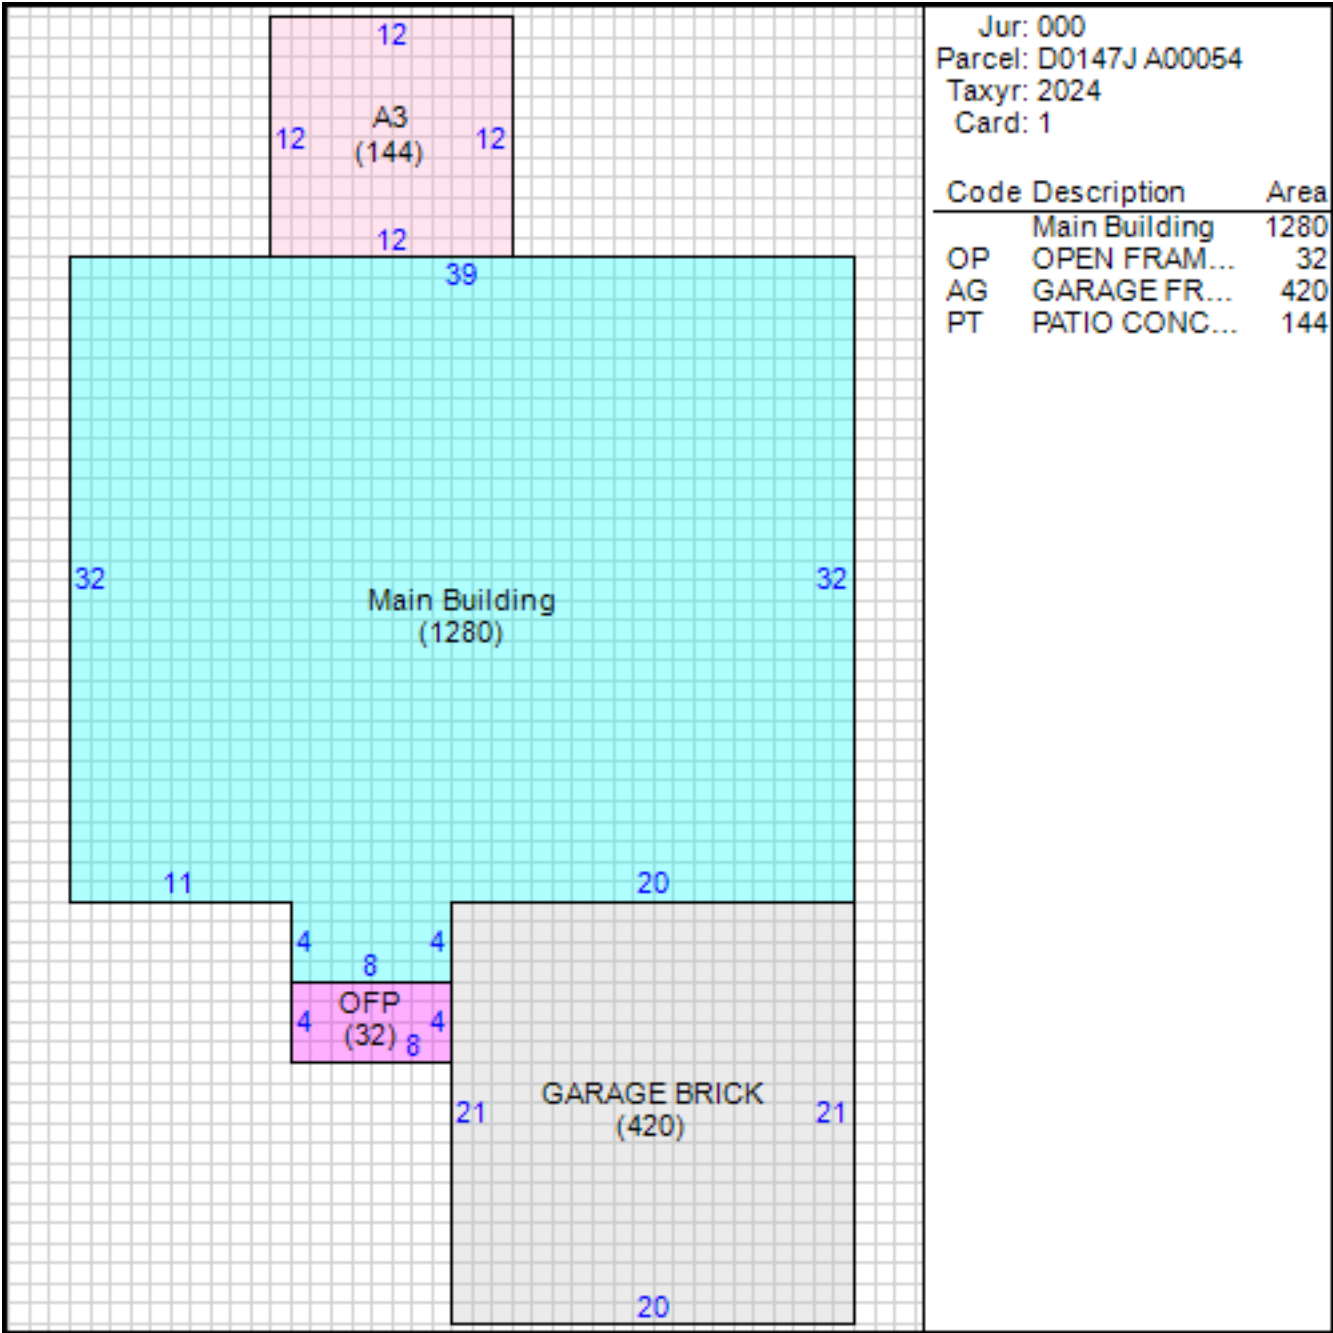 12
A3
12
12
(144)
12
39
32
32
Main Building
(1280)
11
20
4
4
8
OFP
4
4
(32)
8
GARAGE BRICK
21
21
(420)
20
Jur: 000
Parcel: D0147J A00054
Taxyr: 2024
Card: 1
Code Description Area
Main Building 1280
OP OPEN FRAM... 32
AG GARAGE FR... 420
PT PATIO CONC... 144